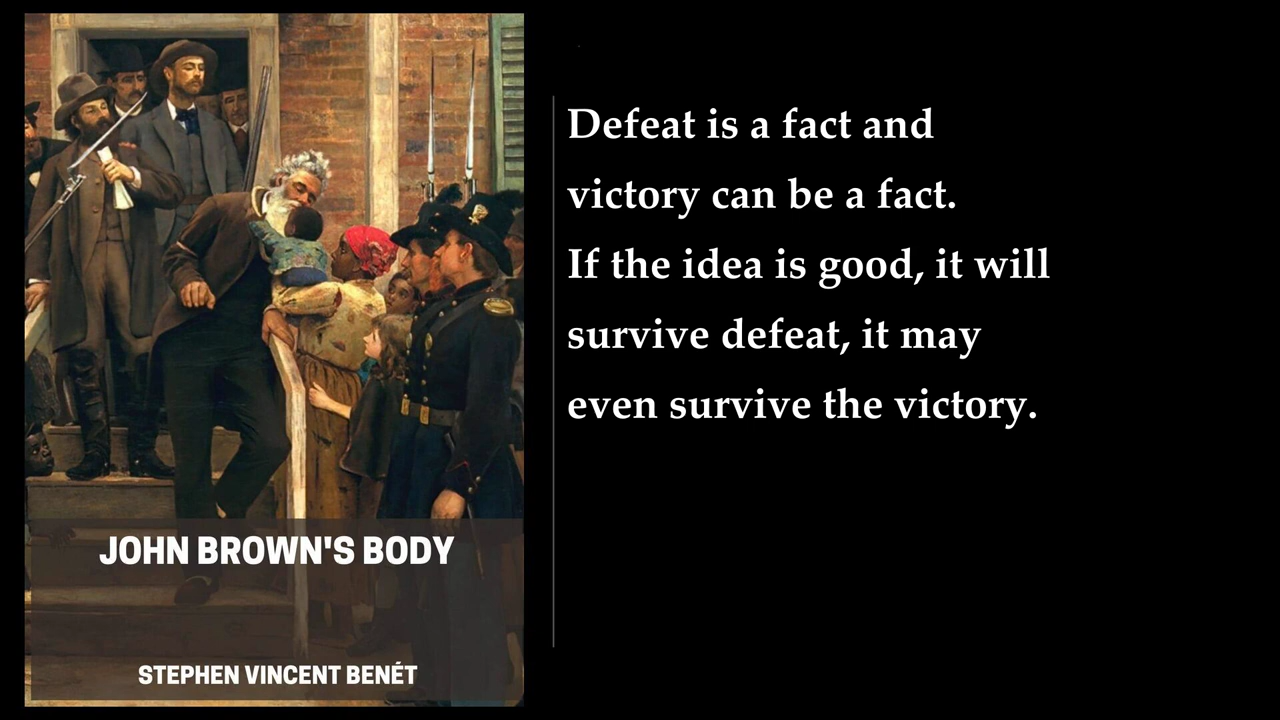 JOHN BROWN'S BODY
STEPHEN VINCENT BENÉT
Defeat is a fact and
victory can be a fact.
If the idea is good, it will
survive defeat, it may
even survive the victory.